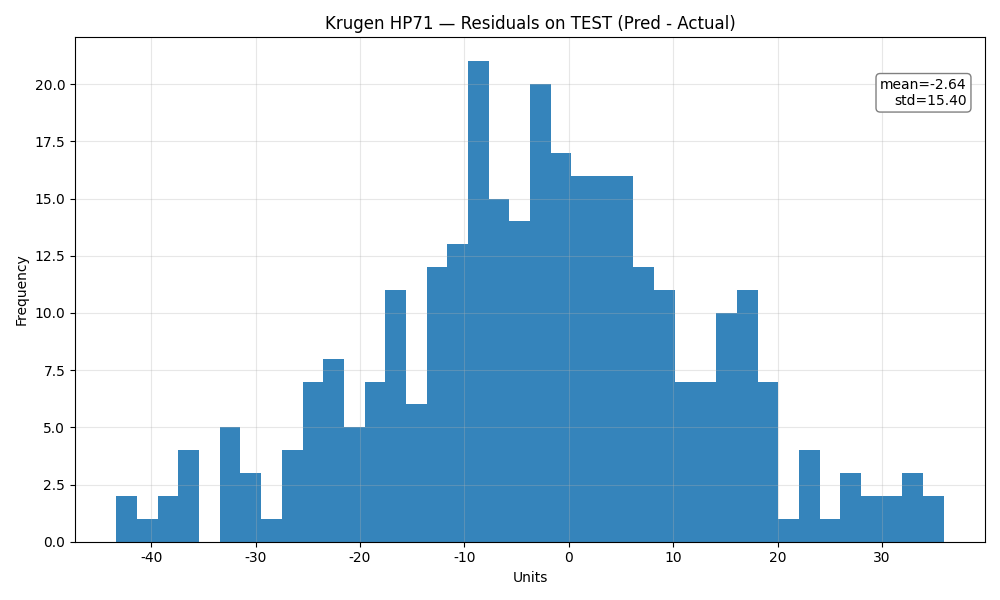 Krugen HP71 — Residuals on TEST (Pred - Actual)
mean=-2.64
std=15.40
Frequency
20.0
17.5
15.0
12.5
10.0
7.5
5.0
2.5
0.0
-40 -30 -20 -10 0 10 20 30
Units